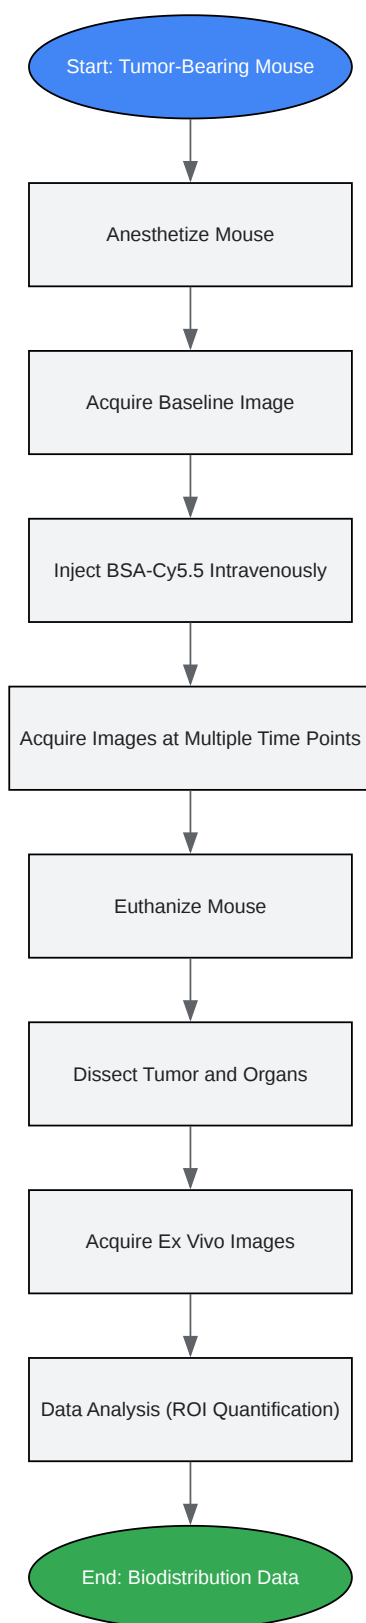 Start: Tumor-Bearing Mouse
Anesthetize Mouse
Acquire Baseline Image
Inject BSA-Cy5.5 Intravenously
Acquire Images at Multiple Time Points
Euthanize Mouse
Dissect Tumor and Organs
Acquire Ex Vivo Images
Data Analysis (ROI Quantification)
End: Biodistribution Data